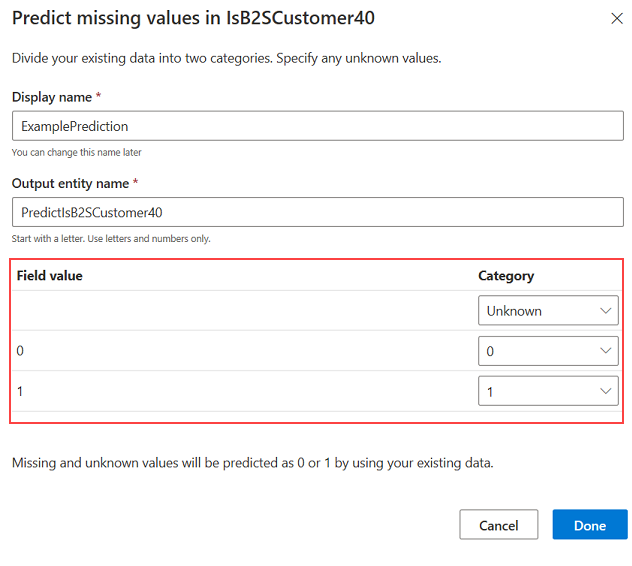 Predict missing values in IsB2SCustomer40
Divide your existing data into two categories. Specify any unknown values.
Display name *
ExamplePrediction
You can change this name later
Output entity name *
PredictIsB2SCustomer40
Start with a letter. Use letters and numbers only.
Field value Category
Unknown
0 0
1 1
Missing and unknown values will be predicted as 0 or 1 by using your existing data.
Cancel Done